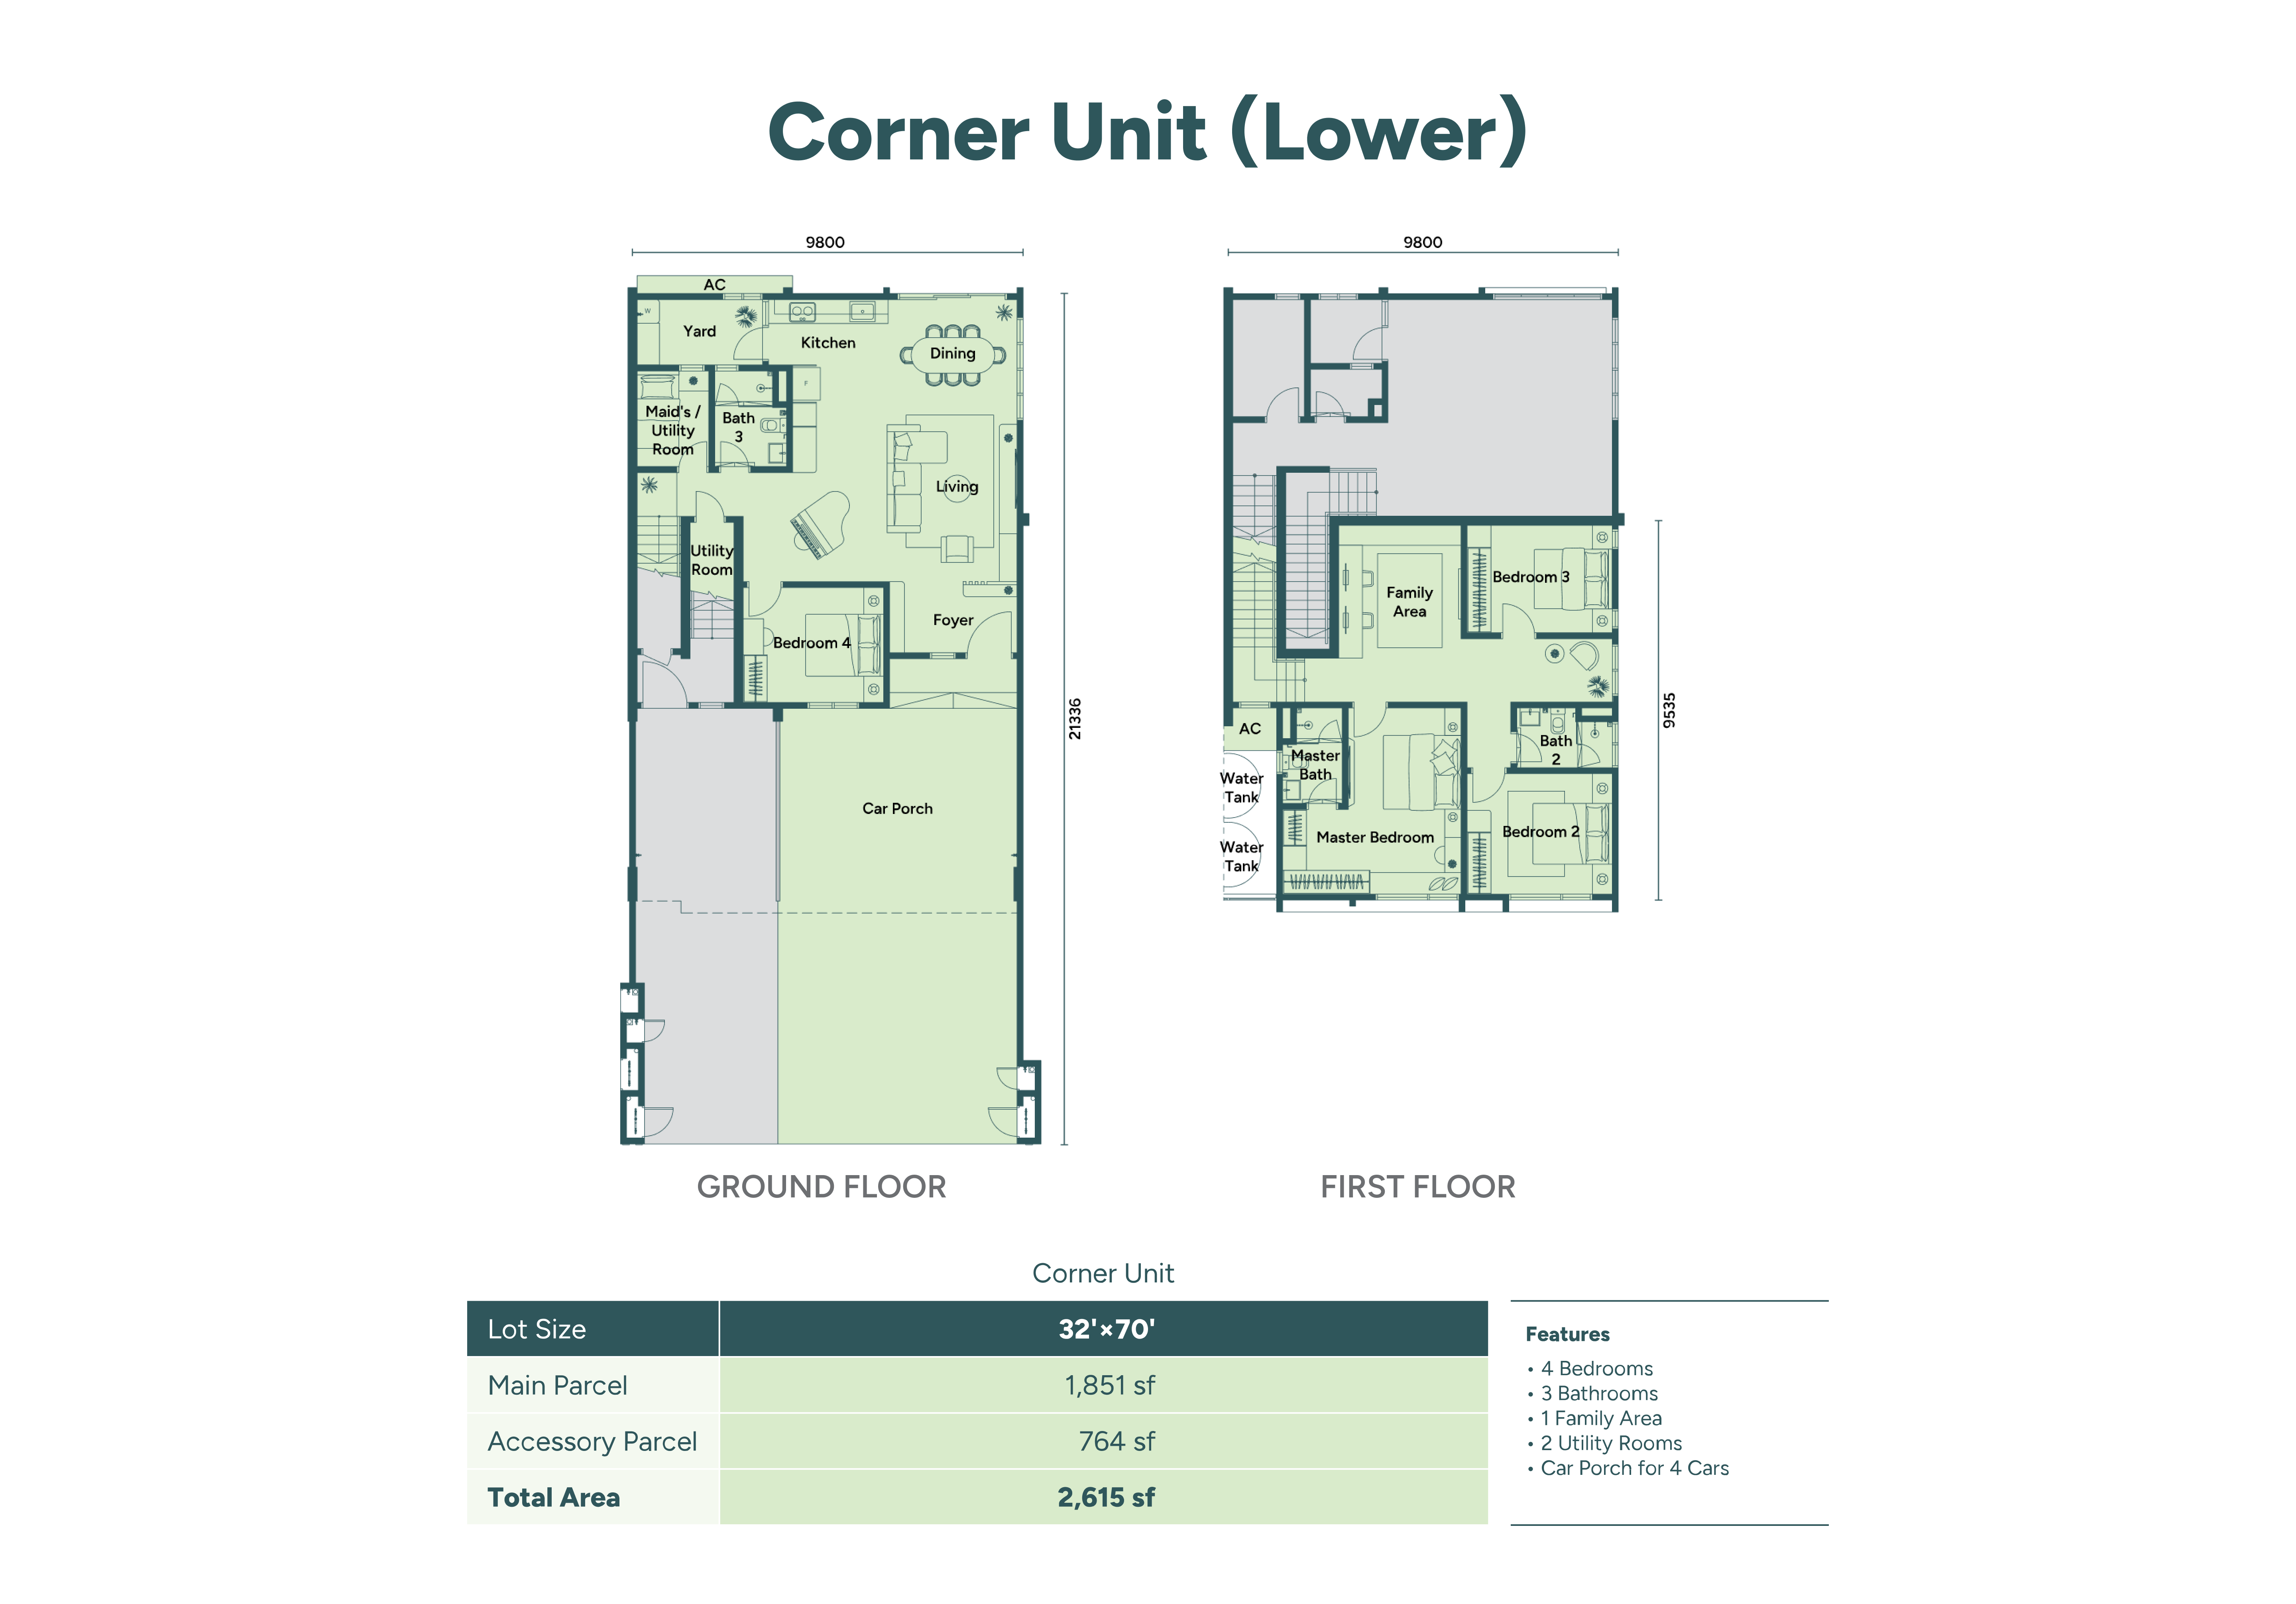 Corner Unit (Lower)
9800
AC
W
Yard
Kitchen
Dining
F
Maid's /
Utility
Room
Bath
3
Living
Utility
Room
Foyer
Bedroom 4
21336
Car Porch
GROUND FLOOR
9800
Family
Area
Bedroom 3
9535
AC
Master
Bath
Bath
2
Water
Tank
Master Bedroom
Bedroom 2
Water
Tank
FIRST FLOOR
Corner Unit
Lot Size 32'×70'
Main Parcel 1,851 sf
Accessory Parcel 764 sf
Total Area 2,615 sf
Features
• 4 Bedrooms
• 3 Bathrooms
• 1 Family Area
• 2 Utility Rooms
• Car Porch for 4 Cars